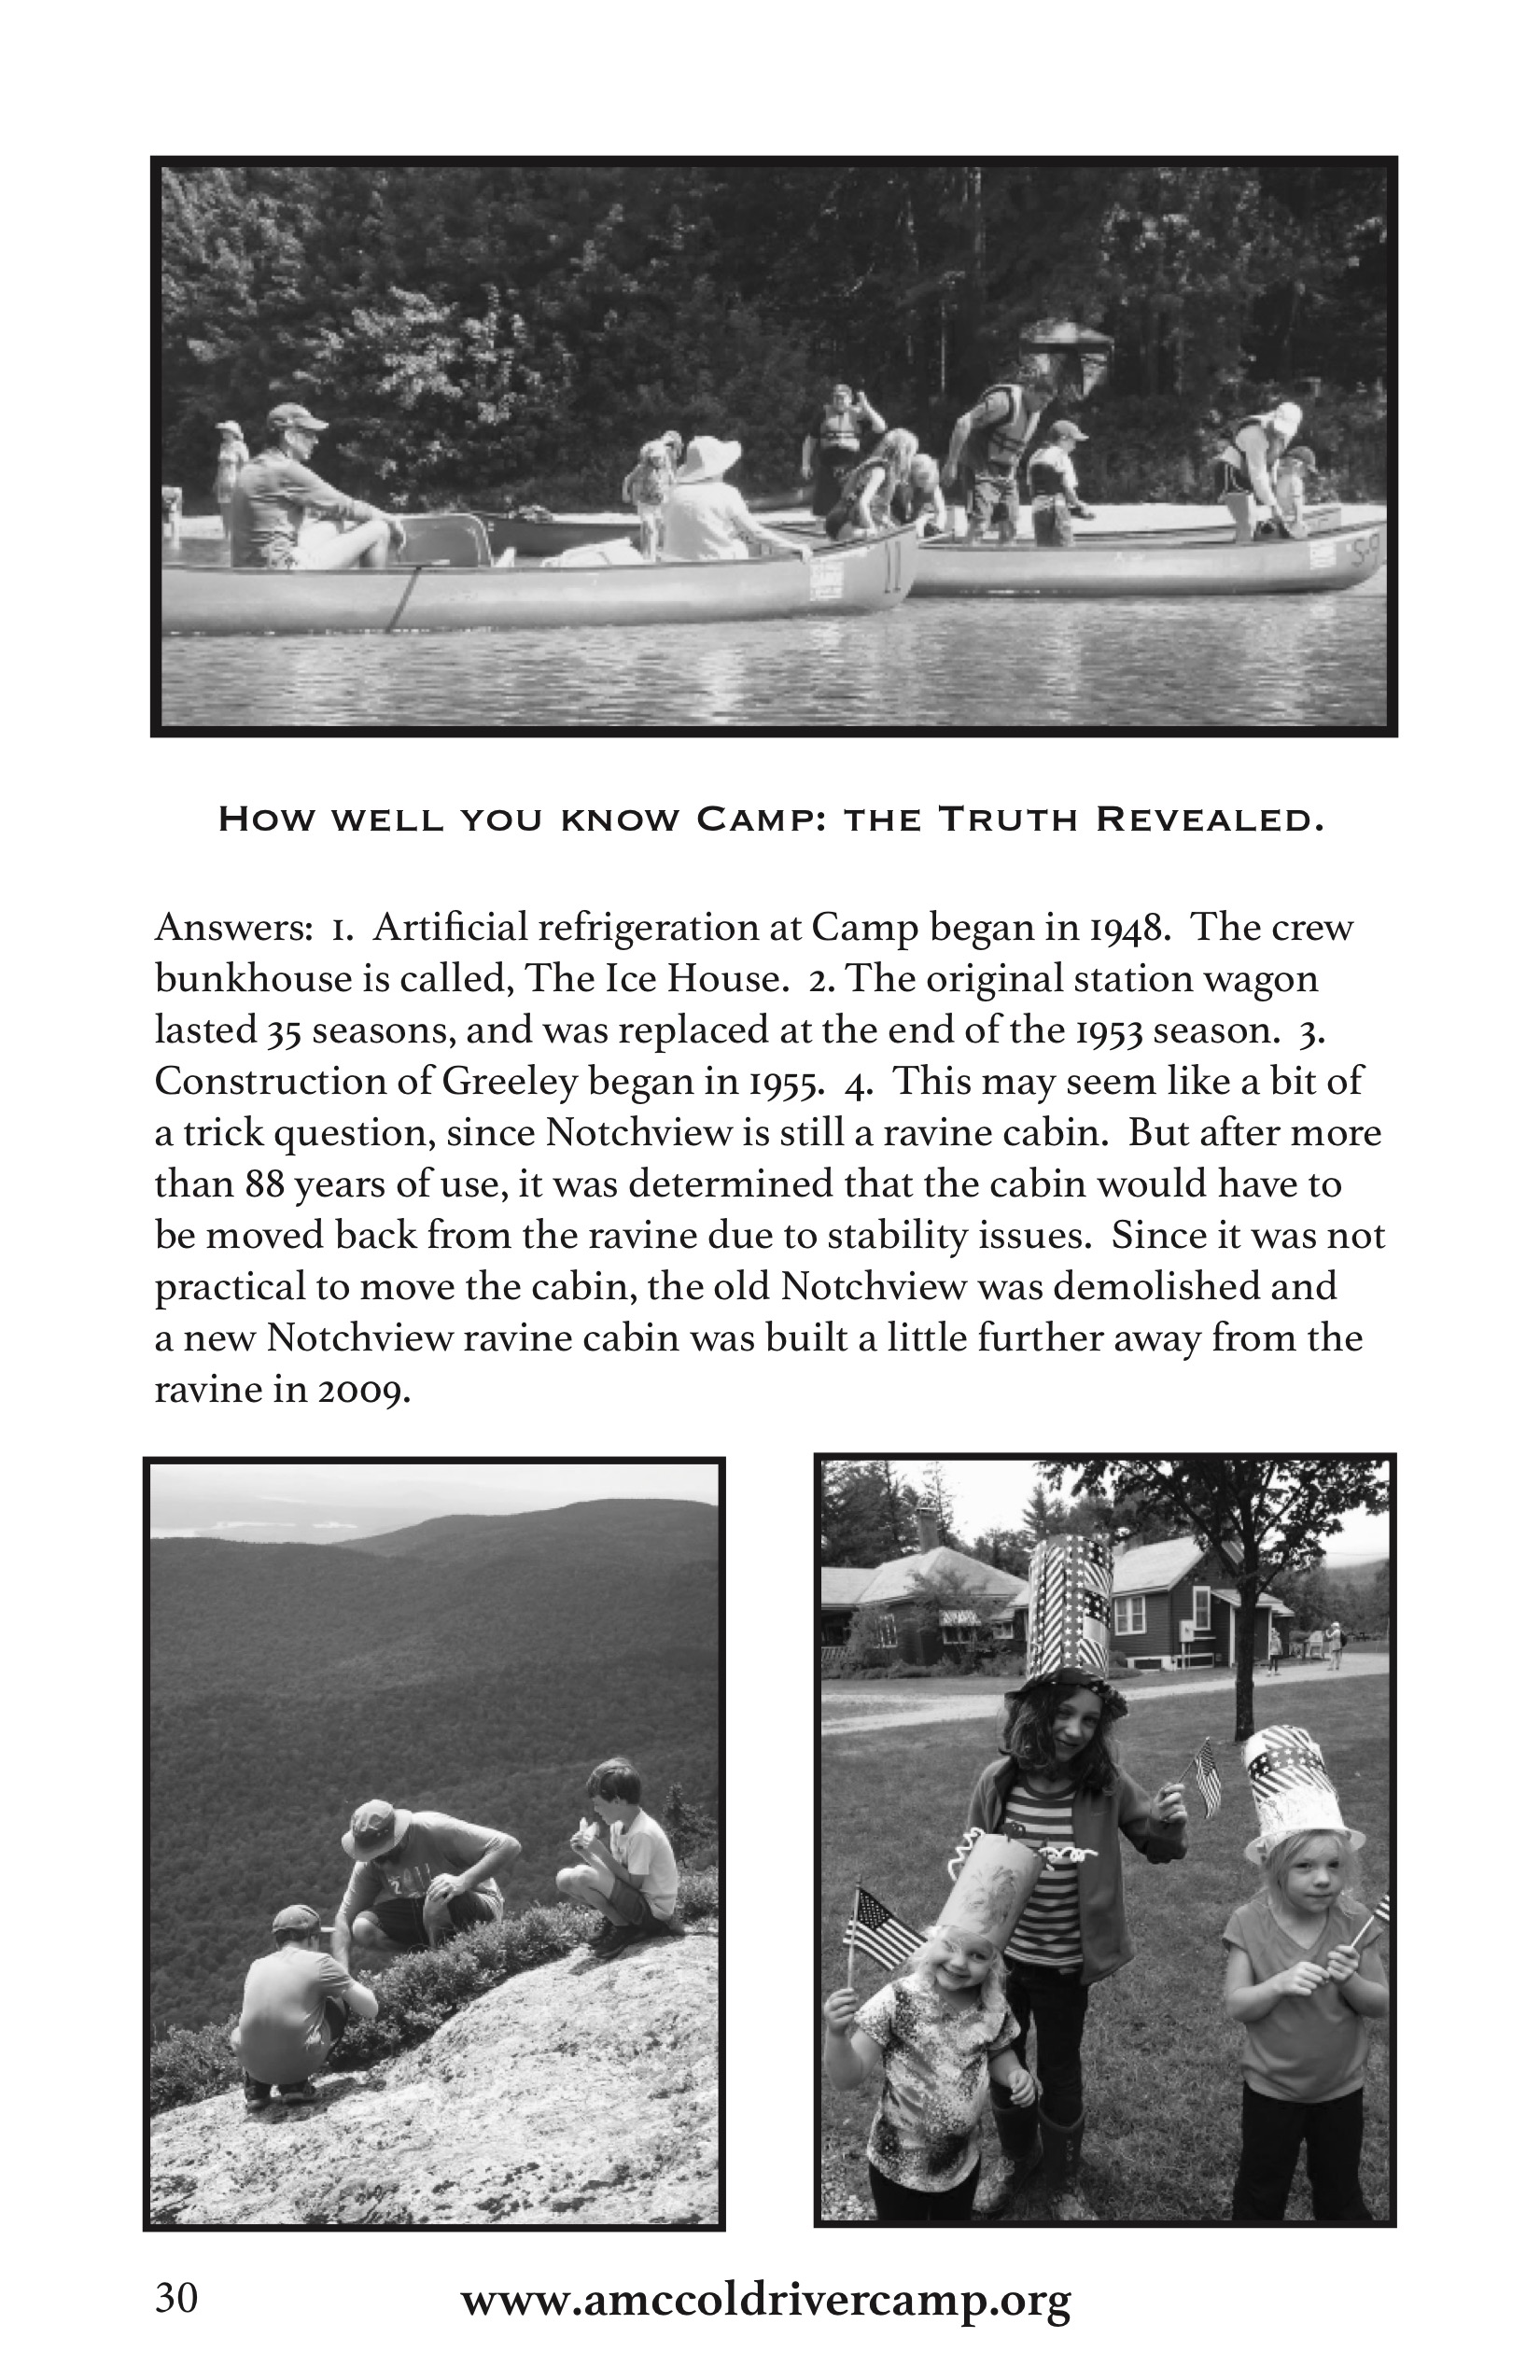 11
S-9
How well you know Camp: the Truth Revealed.
Answers: 1. Artificial refrigeration at Camp began in 1948. The crew
bunkhouse is called, The Ice House. 2. The original station wagon
lasted 35 seasons, and was replaced at the end of the 1953 season. 3.
Construction of Greeley began in 1955. 4. This may seem like a bit of
a trick question, since Notchview is still a ravine cabin. But after more
than 88 years of use, it was determined that the cabin would have to
be moved back from the ravine due to stability issues. Since it was not
practical to move the cabin, the old Notchview was demolished and
a new Notchview ravine cabin was built a little further away from the
ravine in 2009.
2011
30
www.amccoldrivercamp.org